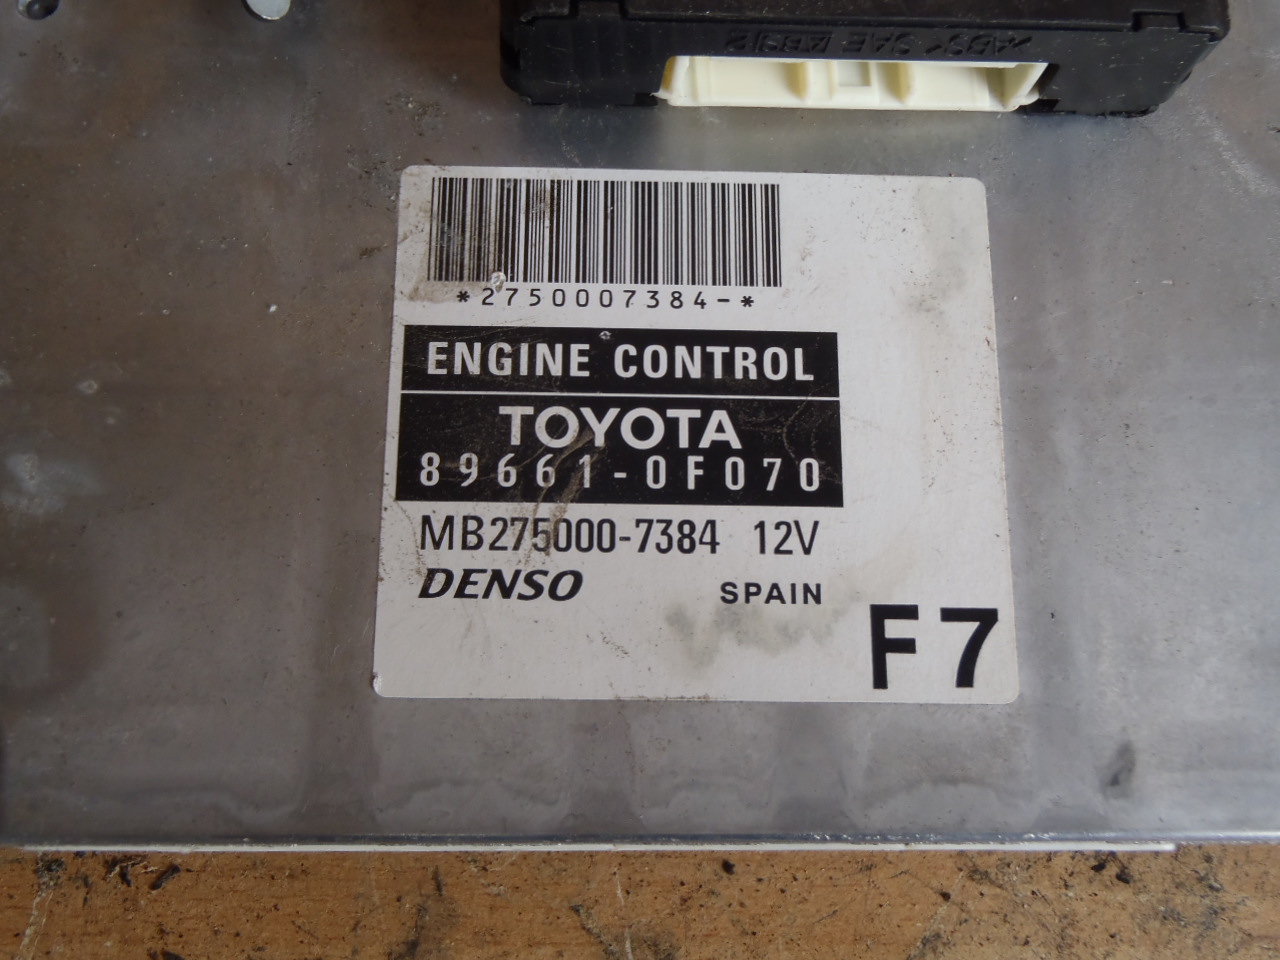 *2750007384-*
ENGINE CONTROL
TOYOTA
89661-0F070
MB275000-7384 12V
DENSO SPAIN
F7